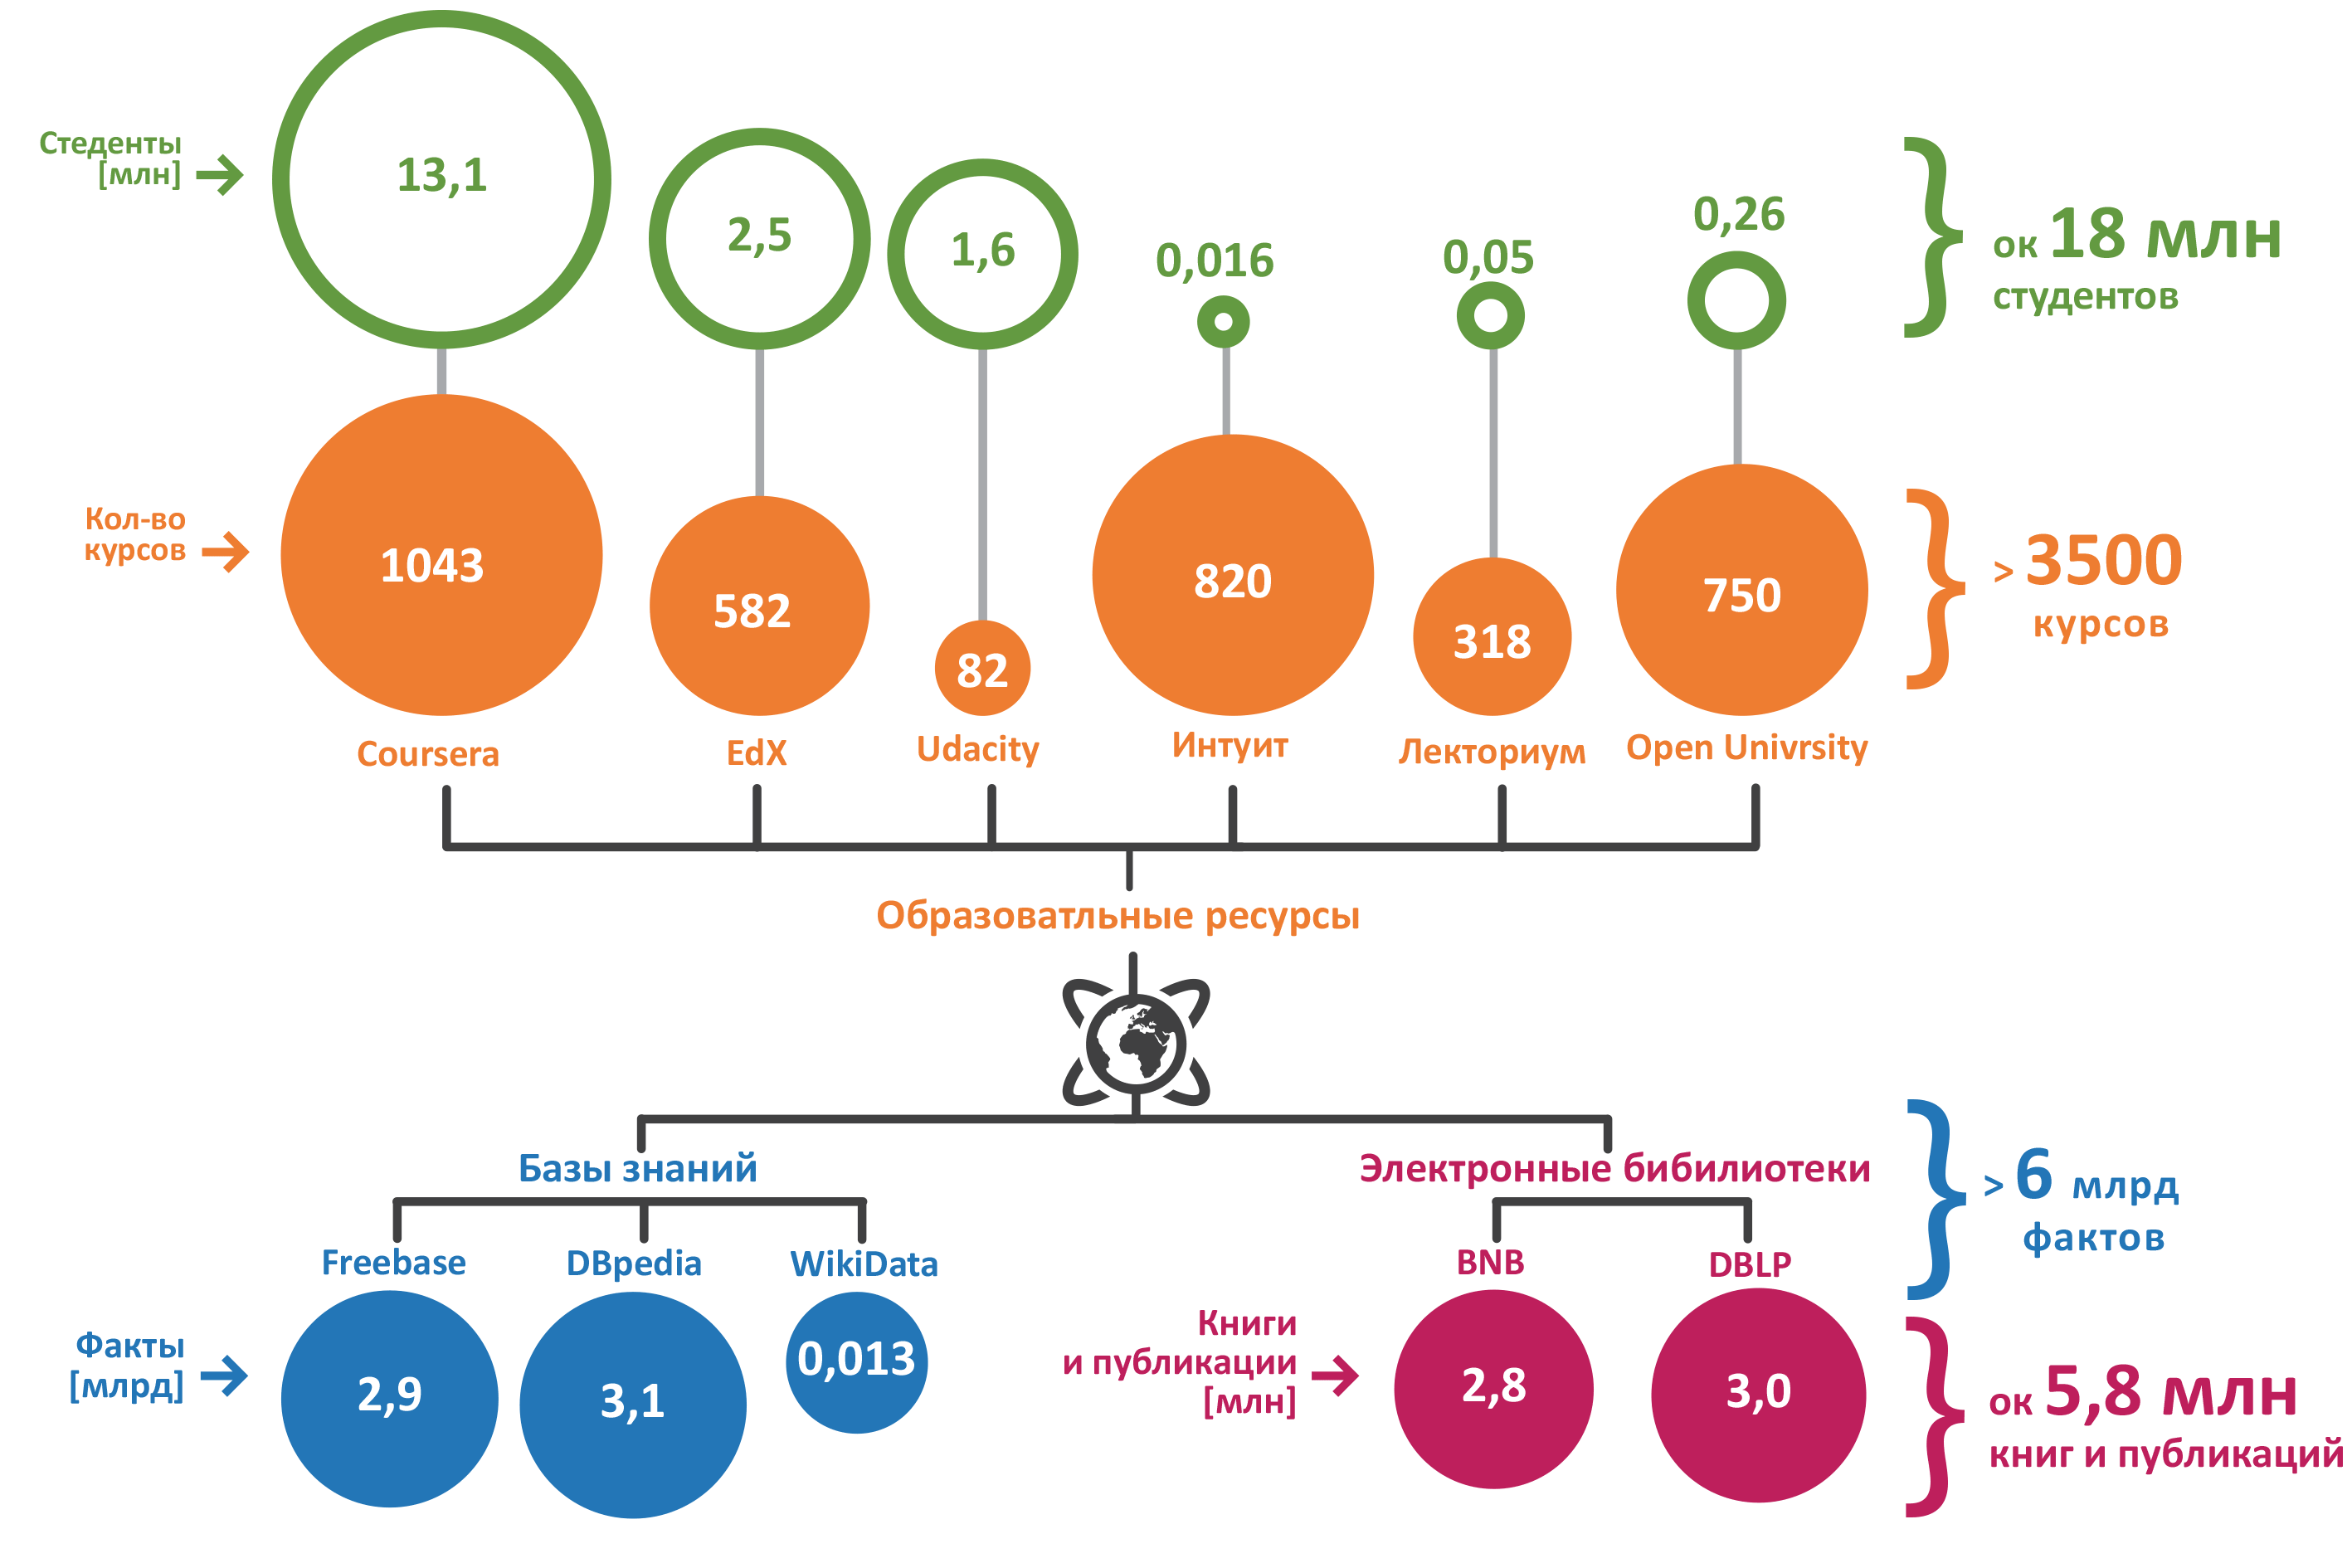 Стеденты
[млн]
13,1
2,5
1,6
0,016
0,05
0,26
ок 18 млн
студентов
Кол-во
курсов
1043
582
82
820
318
750
> 3500
курсов
Coursera
EdX
Udacity
Интуит
Лекториум
Open Univrsity
Образоватльные ресурсы
Базы знаний
Электронные бибилиотеки
> 6 млрд
фактов
Freebase
DBpedia
WikiData
BNB
DBLP
Факты
[млрд]
2,9
3,1
0,013
Книги
и публикации
[млн]
2,8
3,0
ок 5,8 млн
книг и публикаций